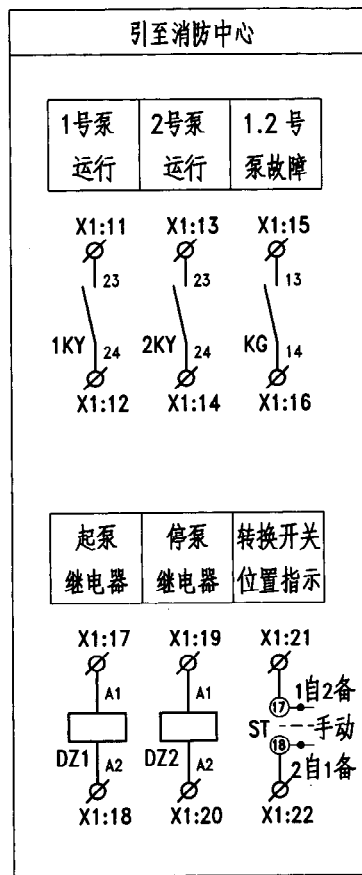 引至消防中心
1号泵 2号泵 1.2 号
运行 运行 泵故障
X1:11 X1:13 X1:15
23 23 13
1KY 24 2KY 24 KG 14
X1:12 X1:14 X1:16
起泵 停泵 转换开关
继电器 继电器 位置指示
X1:17 X1:19 X1:21
A1 A1 17 1自2备
ST 手动
DZ1 A2 DZ2 A2 18 2自1备
X1:18 X1:20 X1:22